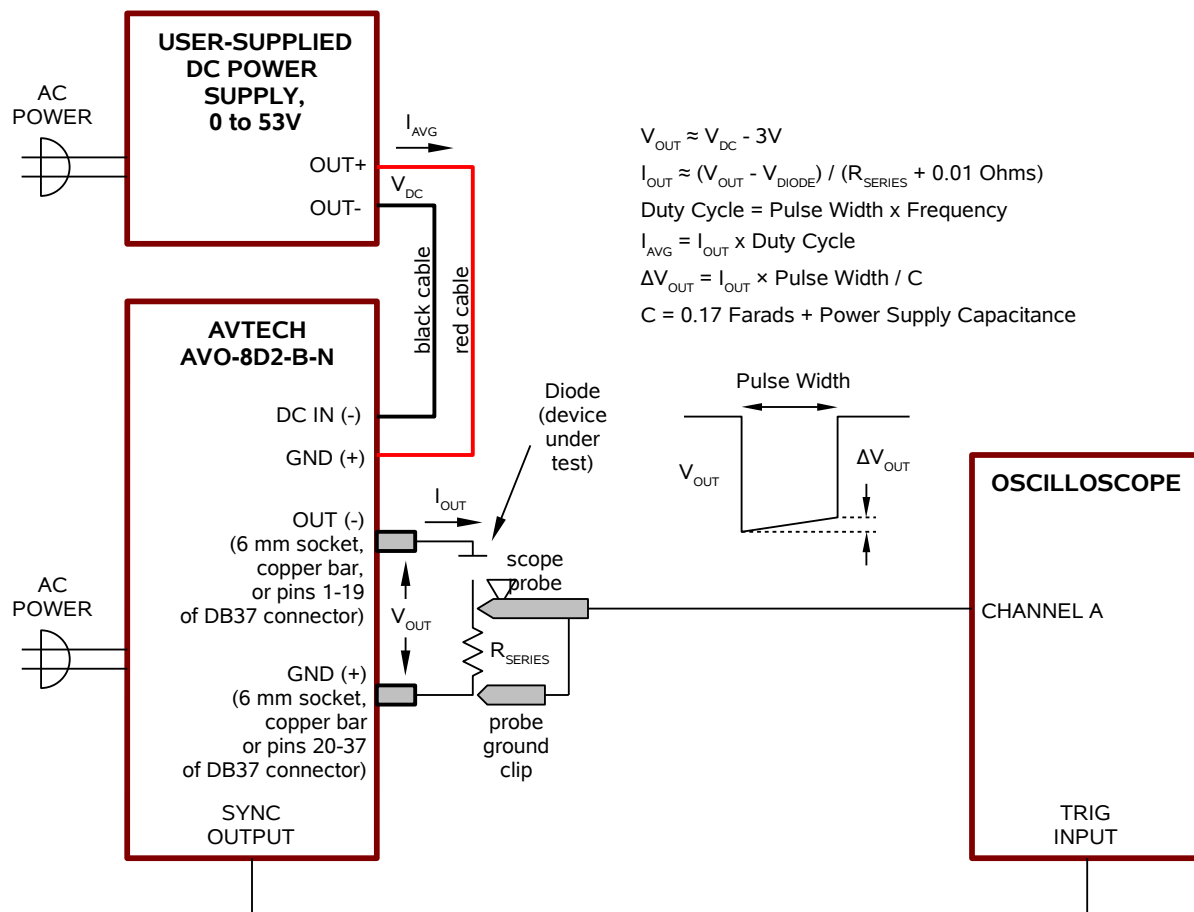 USER-SUPPLIED
DC POWER
SUPPLY,
0 to 53V
AC
POWER
OUT+
OUT-
I_AVG
V_DC
black cable
red cable
V_OUT ≈ V_DC - 3V
I_OUT ≈ (V_OUT - V_DIODE) / (R_SERIES + 0.01 Ohms)
Duty Cycle = Pulse Width x Frequency
I_AVG = I_OUT x Duty Cycle
ΔV_OUT = I_OUT × Pulse Width / C
C = 0.17 Farads + Power Supply Capacitance
AVTECH
AVO-8D2-B-N
DC IN (-)
GND (+)
OUT (-)
(6 mm socket,
copper bar,
or pins 1-19
of DB37 connector)
GND (+)
(6 mm socket,
copper bar
or pins 20-37
of DB37 connector)
SYNC
OUTPUT
AC
POWER
I_OUT
V_OUT
Diode
(device
under
test)
scope
probe
R_SERIES
probe
ground
clip
Pulse Width
V_OUT
ΔV_OUT
OSCILLOSCOPE
CHANNEL A
TRIG
INPUT